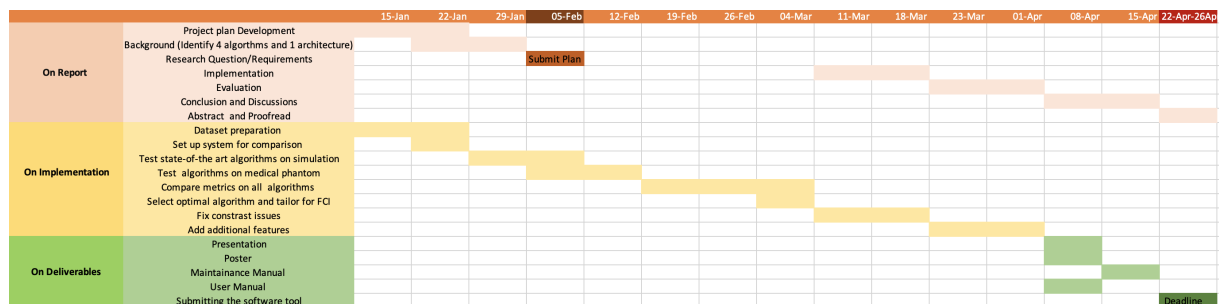 15-Jan 22-Jan 29-Jan 05-Feb 12-Feb 19-Feb 26-Feb 04-Mar 11-Mar 18-Mar 23-Mar 01-Apr 08-Apr 15-Apr 22-Apr-26Ap
Project plan Development
Background (Identify 4 algorthms and 1 architecture)
Research Question/Requirements Submit Plan
On Report Implementation
Evaluation
Conclusion and Discussions
Abstract and Proofread
Dataset preparation
Set up system for comparison
Test state-of-the art algorithms on simulation
On Implementation Test algorithms on medical phantom
Compare metrics on all algorithms
Select optimal algorithm and tailor for FCI
Fix constrast issues
Add additional features
Presentation
Poster
On Deliverables Maintainance Manual
User Manual
Submitting the software tool Deadline